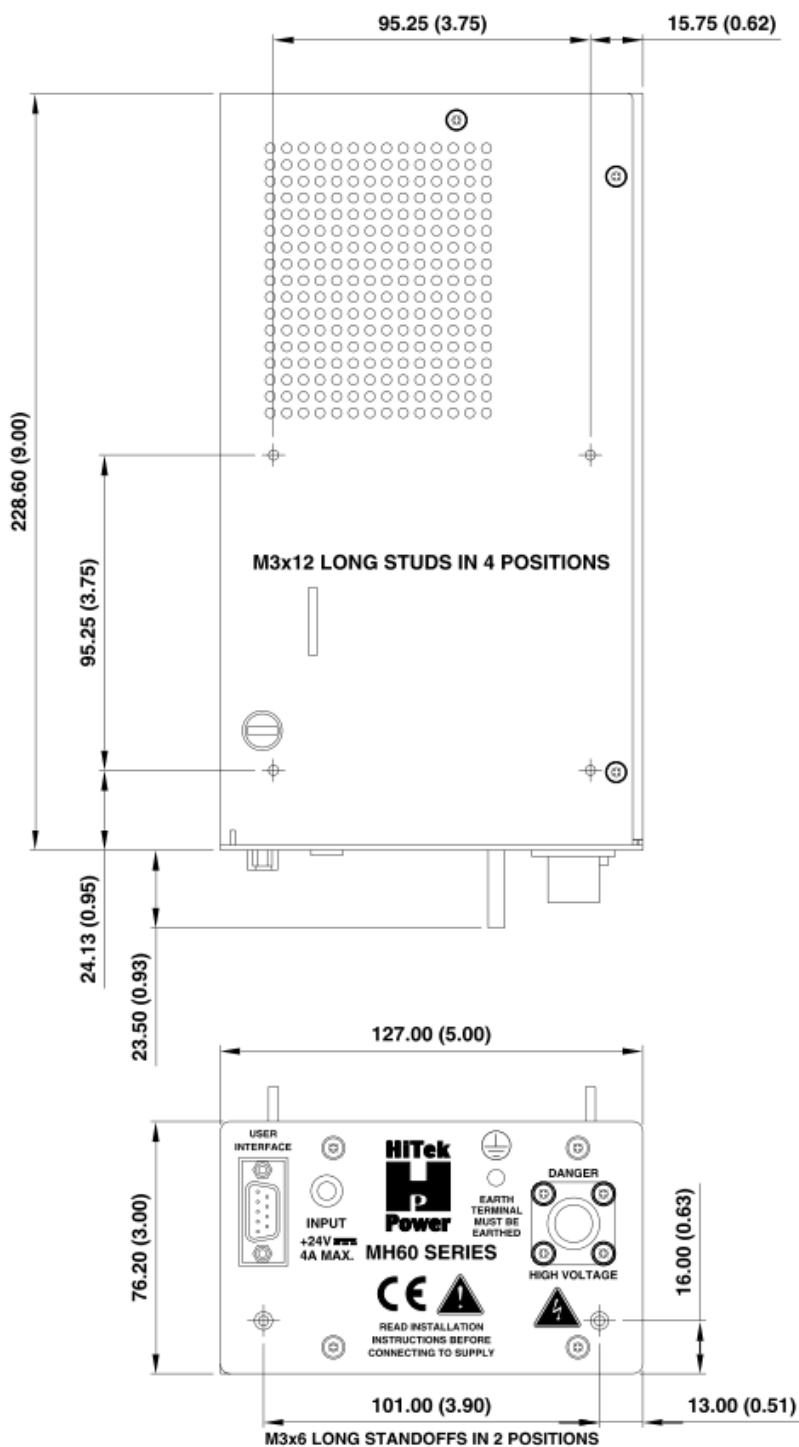 95.25 (3.75)
15.75 (0.62)
228.60 (9.00)
95.25 (3.75)
M3x12 LONG STUDS IN 4 POSITIONS
24.13 (0.95)
23.50 (0.93)
127.00 (5.00)
76.20 (3.00)
USER
INTERFACE
INPUT
+24V
4A MAX.
HiTek
Hp
Power
MH60 SERIES
EARTH
TERMINAL
MUST BE
EARTHED
DANGER
HIGH VOLTAGE
CE
READ INSTALLATION
INSTRUCTIONS BEFORE
CONNECTING TO SUPPLY
16.00 (0.63)
101.00 (3.90)
13.00 (0.51)
M3x6 LONG STANDOFFS IN 2 POSITIONS